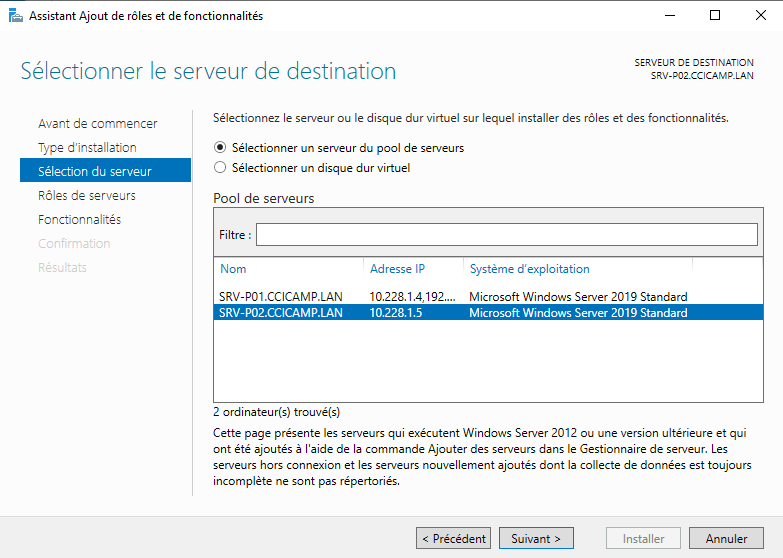 Assistant Ajout de rôles et de fonctionnalités
Sélectionner le serveur de destination
SERVEUR DE DESTINATION
SRV-P02.CCICAMP.LAN
Avant de commencer
Type d'installation
Sélection du serveur
Rôles de serveurs
Fonctionnalités
Confirmation
Résultats
Sélectionnez le serveur ou le disque dur virtuel sur lequel installer des rôles et des fonctionnalités.
Sélectionner un serveur du pool de serveurs
Sélectionner un disque dur virtuel
Pool de serveurs
Filtre :
Nom Adresse IP Système d'exploitation
SRV-P01.CCICAMP.LAN 10.228.1.4,192.... Microsoft Windows Server 2019 Standard
SRV-P02.CCICAMP.LAN 10.228.1.5 Microsoft Windows Server 2019 Standard
2 ordinateur(s) trouvé(s)
Cette page présente les serveurs qui exécutent Windows Server 2012 ou une version ultérieure et qui
ont été ajoutés à l'aide de la commande Ajouter des serveurs dans le Gestionnaire de serveur. Les
serveurs hors connexion et les serveurs nouvellement ajoutés dont la collecte de données est toujours
incomplète ne sont pas répertoriés.
< Précédent Suivant > Installer Annuler